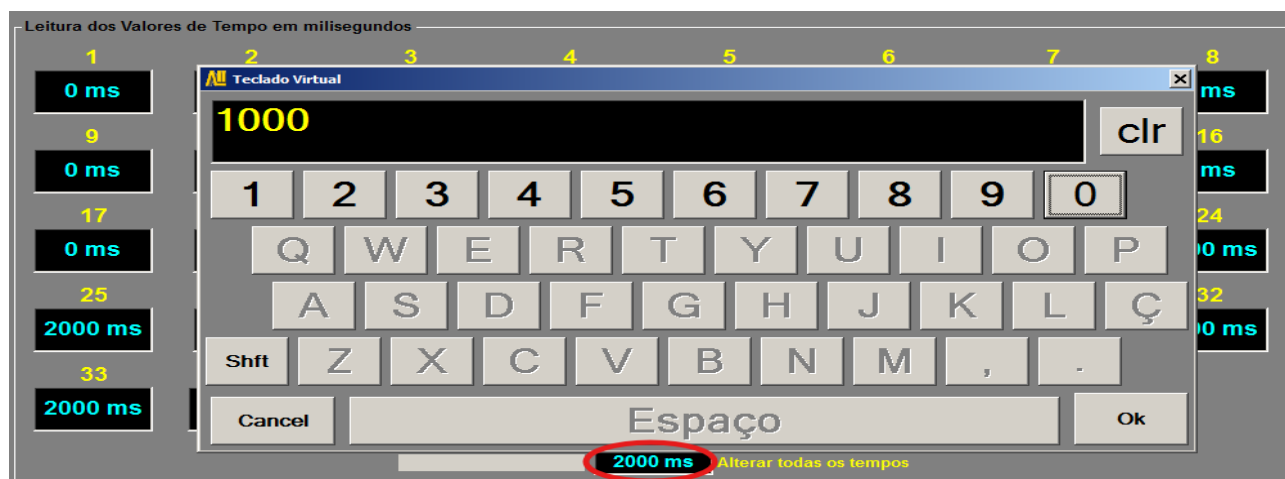 Leitura dos Valores de Tempo em milisegundos
1 2 3 4 5 6 7 8
Teclado Virtual
0 ms ms
1000 clr
9 16
0 ms ms
1 2 3 4 5 6 7 8 9 0
17 24
Q W E R T Y U I O P
0 ms 00 ms
25 32
A S D F G H J K L Ç
2000 ms 00 ms
Shft Z X C V B N M , .
33
2000 ms
Cancel Espaço Ok
2000 ms Alterar todas os tempos